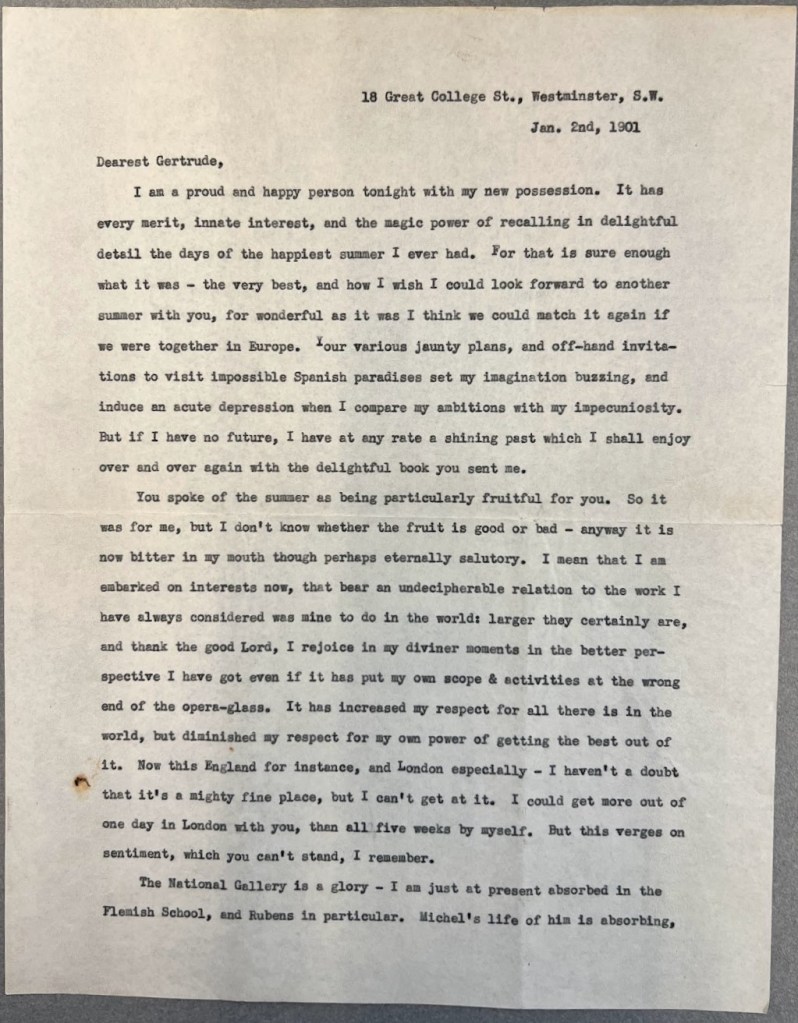 18 Great College St., Westminster, S.W.
Jan. 2nd, 1901
Dearest Gertrude,
I am a proud and happy person tonight with my new possession. It has
every merit, innate interest, and the magic power of recalling in delightful
detail the days of the happiest summer I ever had. For that is sure enough
what it was - the very best, and how I wish I could look forward to another
summer with you, for wonderful as it was I think we could match it again if
we were together in Europe. Your various jaunty plans, and off-hand invita-
tions to visit impossible Spanish paradises set my imagination buzzing, and
induce an acute depression when I compare my ambitions with my impecuniosity.
But if I have no future, I have at any rate a shining past which I shall enjoy
over and over again with the delightful book you sent me.
You spoke of the summer as being particularly fruitful for you. So it
was for me, but I don't know whether the fruit is good or bad - anyway it is
now bitter in my mouth though perhaps eternally salutory. I mean that I am
embarked on interests now, that bear an undecipherable relation to the work I
have always considered was mine to do in the world: larger they certainly are,
and thank the good Lord, I rejoice in my diviner moments in the better per-
spective I have got even if it has put my own scope & activities at the wrong
end of the opera-glass. It has increased my respect for all there is in the
world, but diminished my respect for my own power of getting the best out of
it. Now this England for instance, and London especially - I haven't a doubt
that it's a mighty fine place, but I can't get at it. I could get more out of
one day in London with you, than all five weeks by myself. But this verges on
sentiment, which you can't stand, I remember.
The National Gallery is a glory - I am just at present absorbed in the
Flemish School, and Rubens in particular. Michel's life of him is absorbing,